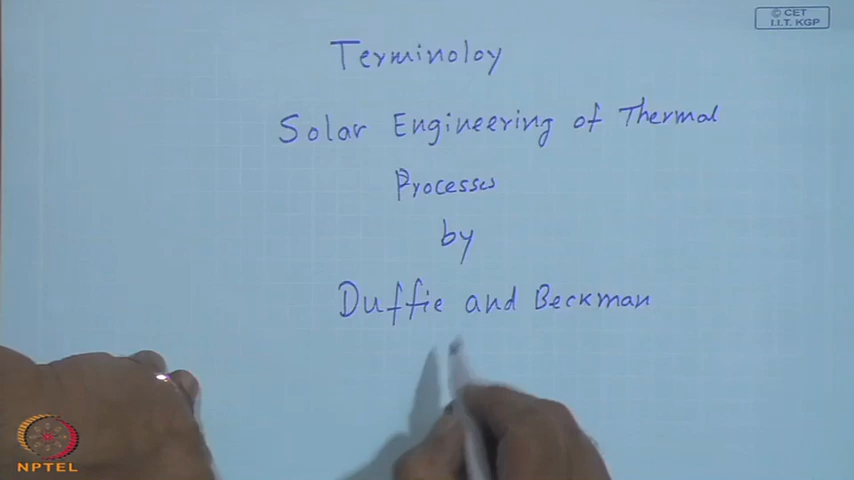 © CET
I.I.T. KGP
Terminoloy
Solar Engineering of Thermal
Processes
by
Duffie and Beckman
NPTEL